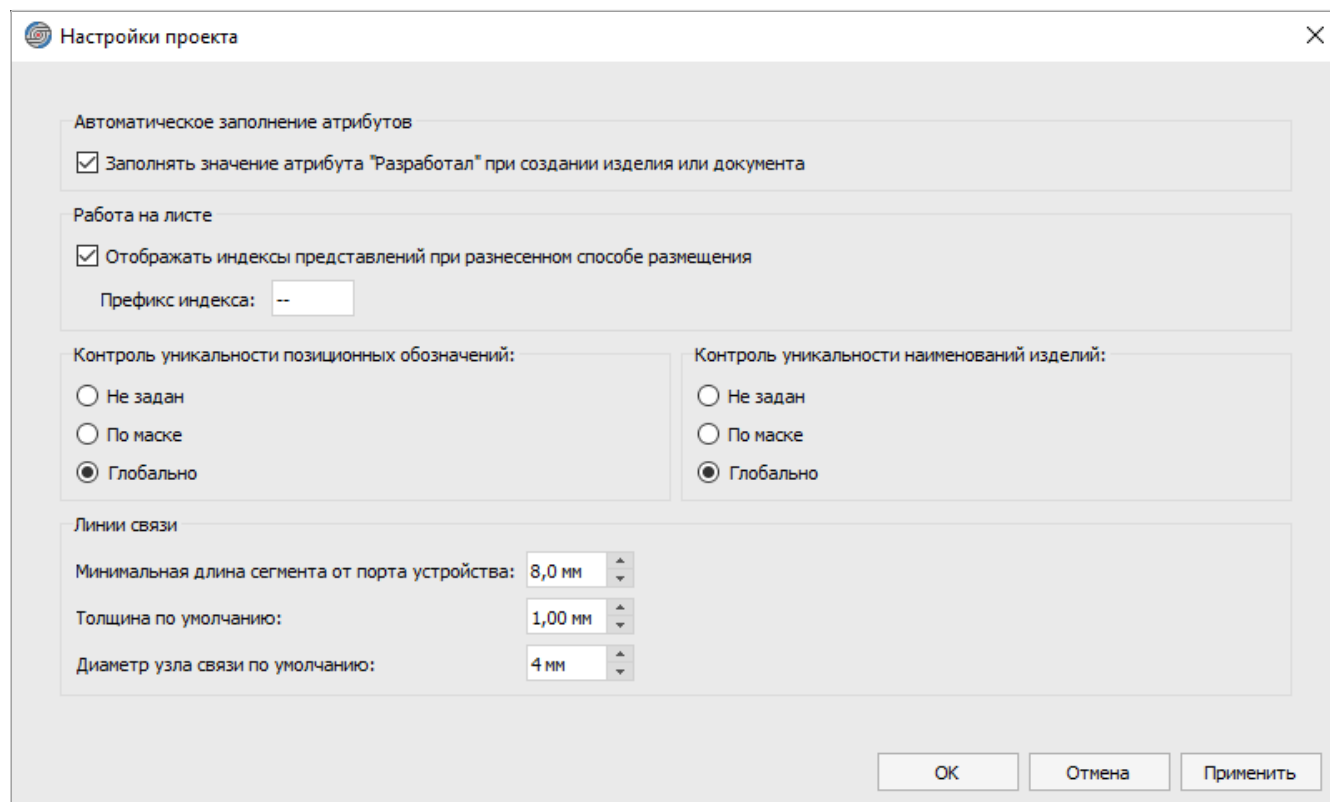 Настройки проекта
Автоматическое заполнение атрибутов
Заполнять значение атрибута "Разработал" при создании изделия или документа
Работа на листе
Отображать индексы представлений при разнесенном способе размещения
Префикс индекса: --
Контроль уникальности позиционных обозначений:
Не задан
По маске
Глобально
Контроль уникальности наименований изделий:
Не задан
По маске
Глобально
Линии связи
Минимальная длина сегмента от порта устройства: 8,0 мм
Толщина по умолчанию: 1,00 мм
Диаметр узла связи по умолчанию: 4 мм
OK Отмена Применить